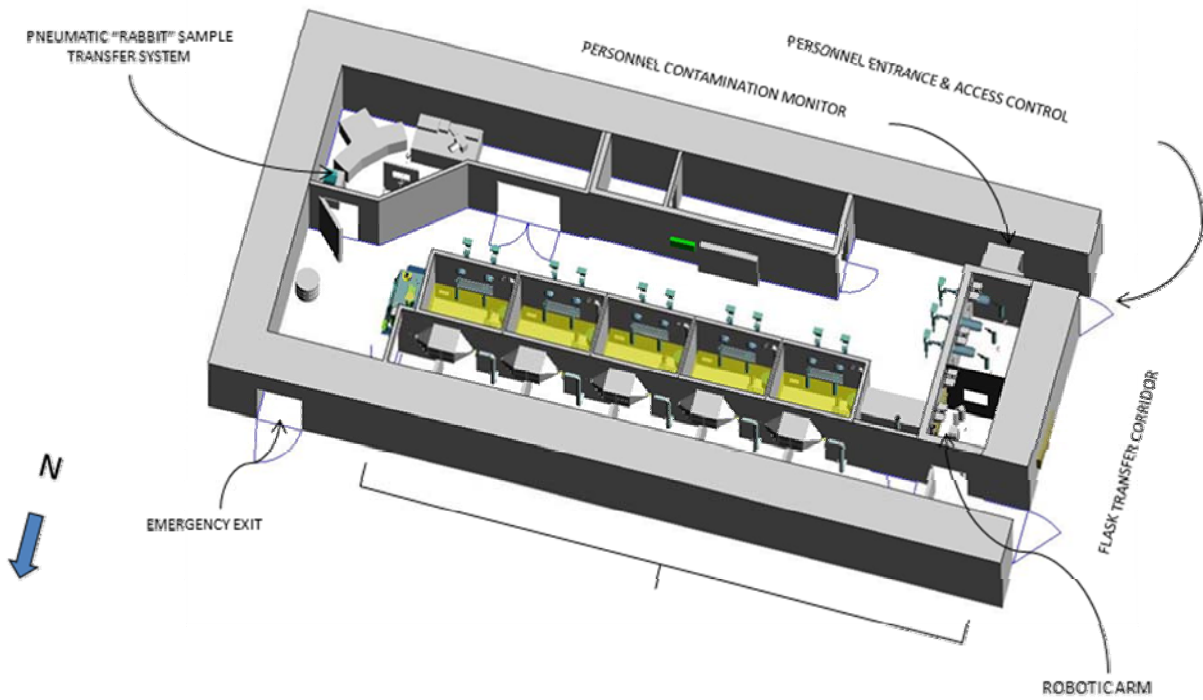 PNEUMATIC “RABBIT” SAMPLE
TRANSFER SYSTEM
PERSONNEL CONTAMINATION MONITOR
PERSONNEL ENTRANCE & ACCESS CONTROL
N
EMERGENCY EXIT
FLASK TRANSFER CORRIDOR
ROBOTIC ARM